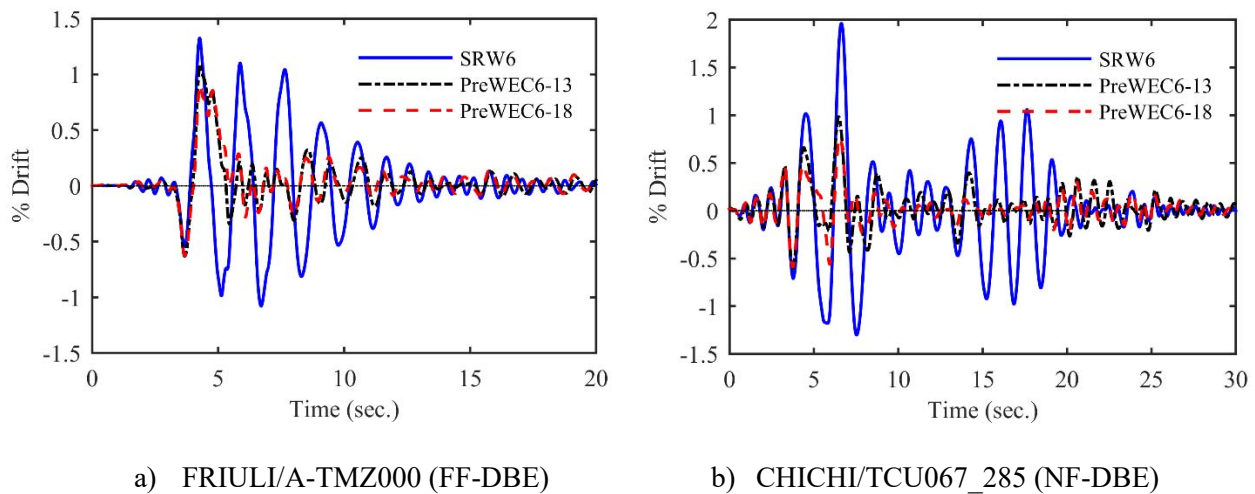 1.5
1
0.5
0
-0.5
-1
-1.5
% Drift
0
5
10
15
20
Time (sec.)
SRW6
PreWEC6-13
PreWEC6-18
2
1.5
1
0.5
0
-0.5
-1
-1.5
% Drift
0
5
10
15
20
25
30
Time (sec.)
SRW6
PreWEC6-13
PreWEC6-18
a) FRIULI/A-TMZ000 (FF-DBE)
b) CHICHI/TCU067_285 (NF-DBE)